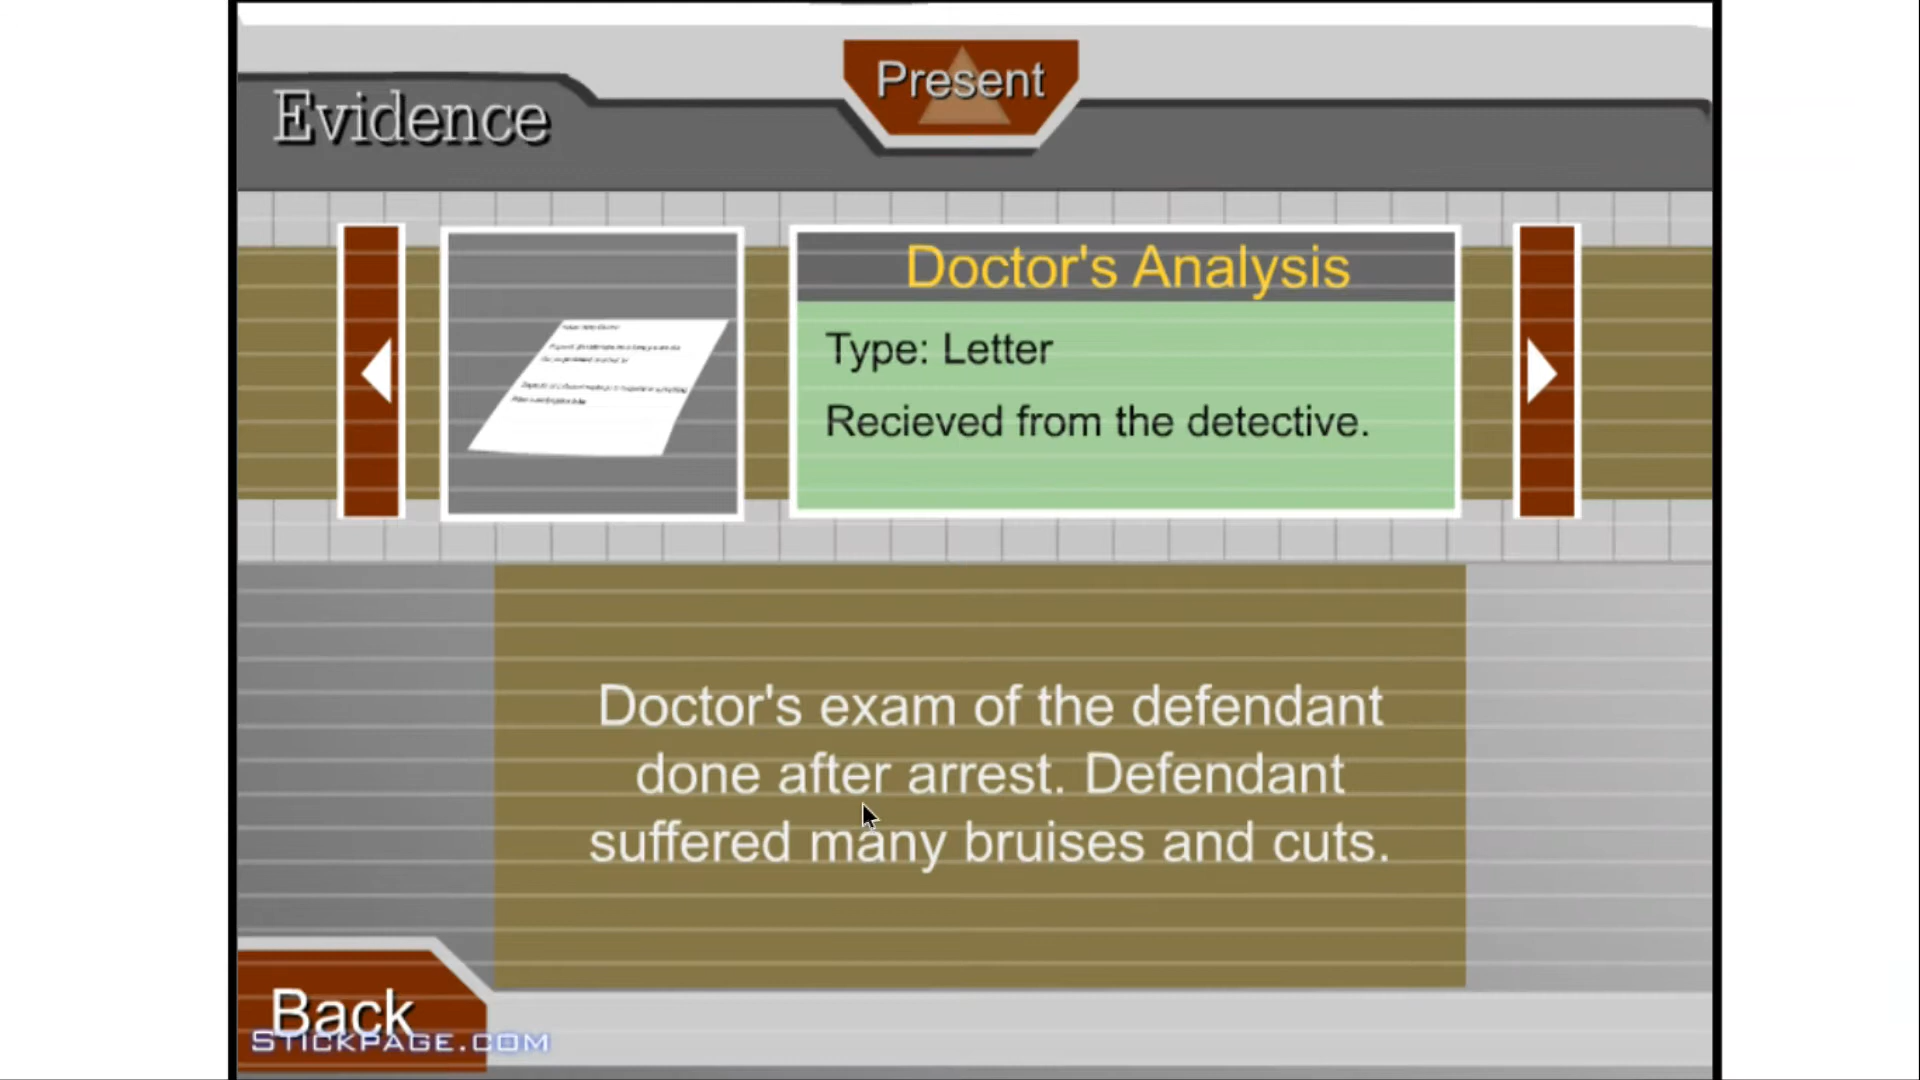 Present
Evidence
Doctor's Analysis
Type: Letter
Recieved from the detective.
Doctor's exam of the defendant
done after arrest. Defendant
suffered many bruises and cuts.
Back
STICKPAGE.COM